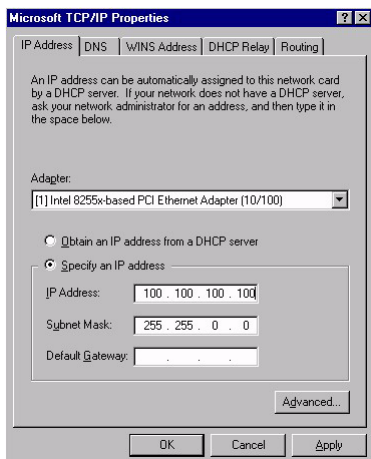 Microsoft TCP/IP Properties
IP Address
DNS
WINS Address
DHCP Relay
Routing
An IP address can be automatically assigned to this network card
by a DHCP server. If your network does not have a DHCP server,
ask your network administrator for an address, and then type it in
the space below.
Adapter:
[1] Intel 8255x-based PCI Ethernet Adapter (10/100)
Obtain an IP address from a DHCP server
Specify an IP address
IP Address: 100 . 100 . 100 . 100
Subnet Mask: 255 . 255 . 0 . 0
Default Gateway: . . .
Advanced...
OK
Cancel
Apply